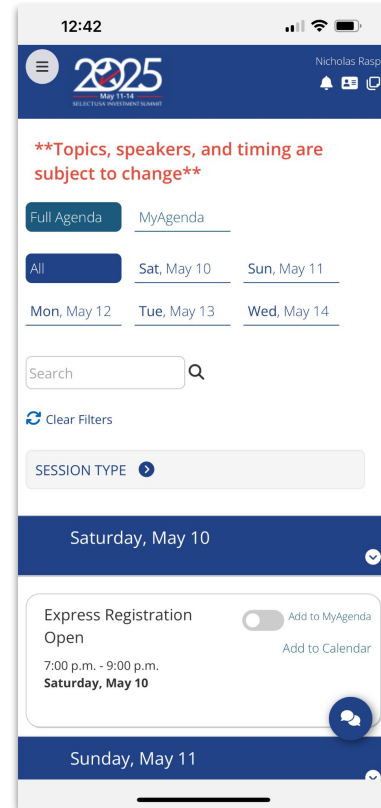 12:42
2025
May 11-14
SELECTUSA INVESTMENT SUMMIT
Nicholas Rasp
**Topics, speakers, and timing are
subject to change**
Full Agenda
MyAgenda
All
Sat, May 10
Sun, May 11
Mon, May 12
Tue, May 13
Wed, May 14
Search
Clear Filters
SESSION TYPE
Saturday, May 10
Express Registration
Open
Add to MyAgenda
Add to Calendar
7:00 p.m. - 9:00 p.m.
Saturday, May 10
Sunday, May 11